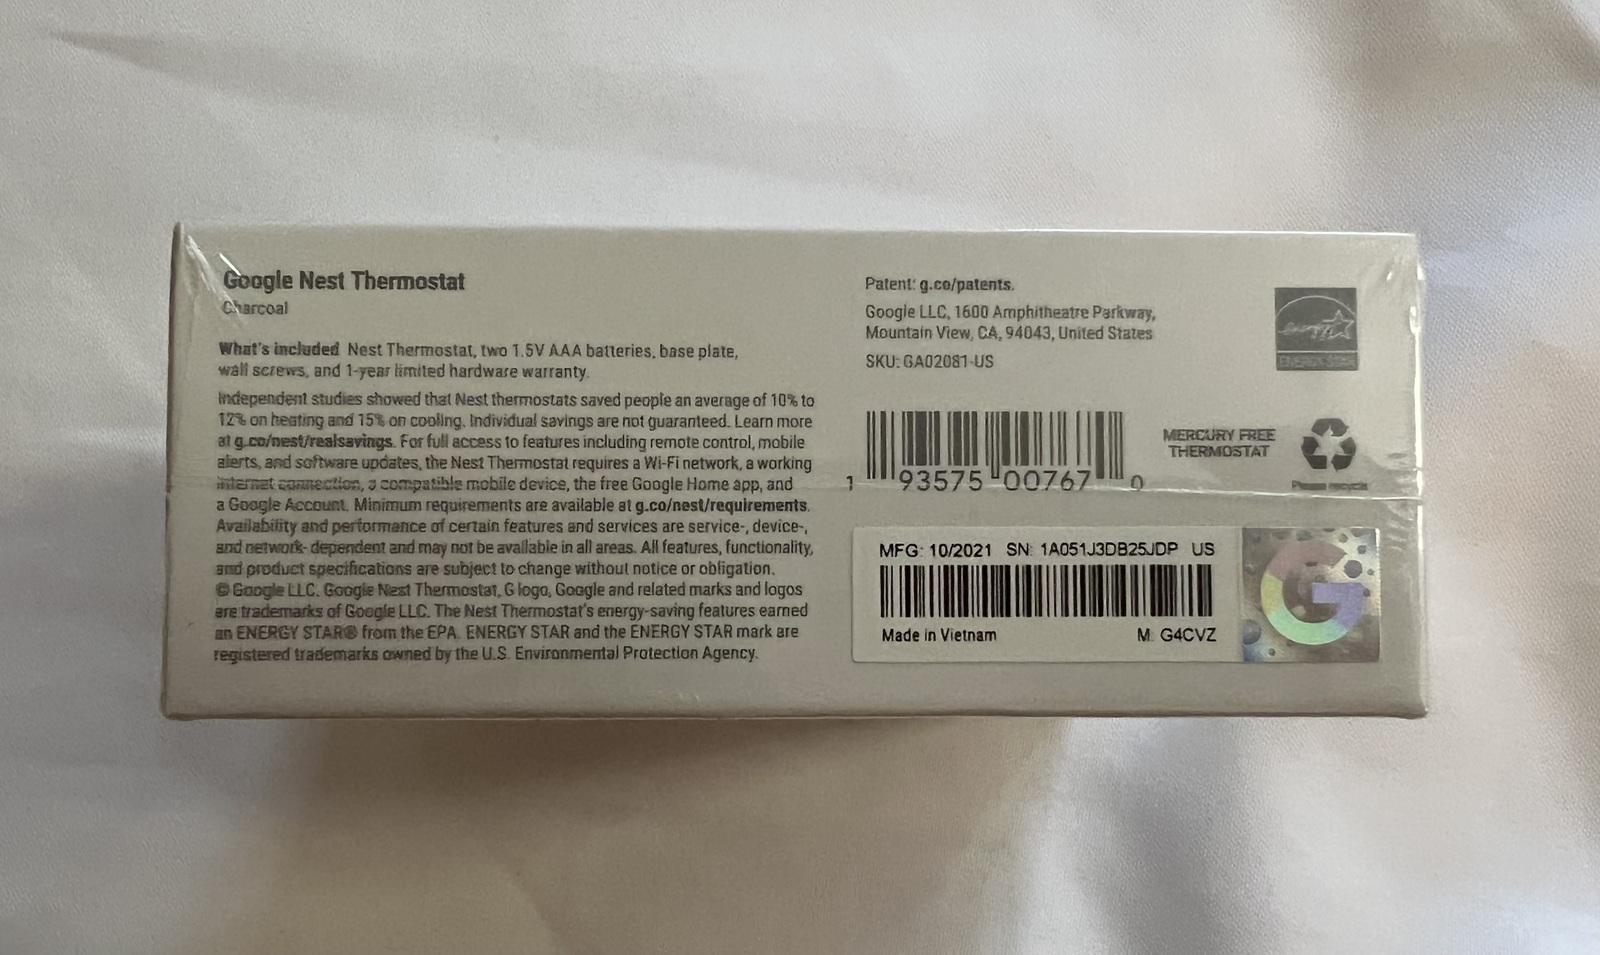 Google Nest Thermostat
Charcoal
What's included Nest Thermostat, two 1.5V AAA batteries, base plate,
wall screws, and 1-year limited hardware warranty.
Independent studies showed that Nest thermostats saved people an average of 10% to
12% on heating and 15% on cooling. Individual savings are not guaranteed. Learn more
at g.co/nest/realsavings. For full access to features including remote control, mobile
alerts, and software updates, the Nest Thermostat requires a Wi-Fi network, a working
internet connection, a compatible mobile device, the free Google Home app, and
a Google Account. Minimum requirements are available at g.co/nest/requirements.
Availability and performance of certain features and services are service-, device-,
and network- dependent and may not be available in all areas. All features, functionality,
and product specifications are subject to change without notice or obligation.
© Google LLC. Google Nest Thermostat, G logo, Google and related marks and logos
are trademarks of Google LLC. The Nest Thermostat's energy-saving features earned
an ENERGY STAR® from the EPA. ENERGY STAR and the ENERGY STAR mark are
registered trademarks owned by the U.S. Environmental Protection Agency.
Patent: g.co/patents.
Google LLC, 1600 Amphitheatre Parkway,
Mountain View, CA, 94043, United States
SKU: GA02081-US
energy
ENERGY STAR
1 93575 00767 0
MERCURY FREE
THERMOSTAT
Please recycle
MFG: 10/2021 SN: 1A051J3DB25JDP US
Made in Vietnam M: G4CVZ
G